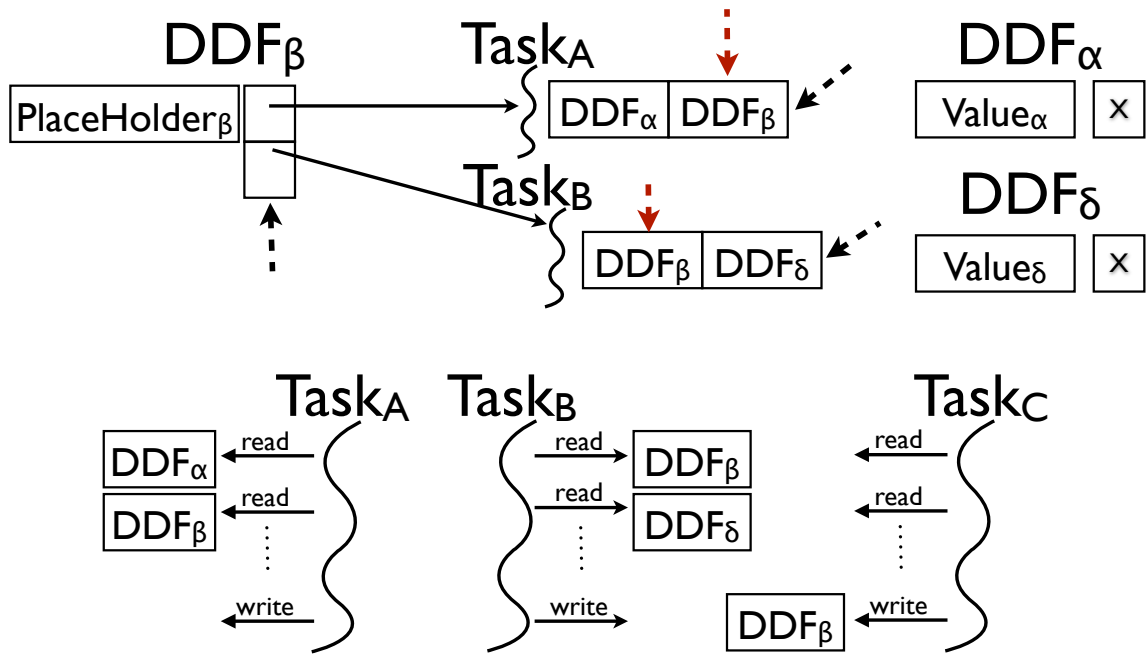 DDFβ
TaskA
DDFα
PlaceHolderβ
DDFα DDFβ
Valueα x
TaskB
DDFδ
DDFβ DDFδ
Valueδ x
TaskA TaskB TaskC
DDFα read read DDFβ read
DDFβ read read DDFδ read
write write DDFβ write